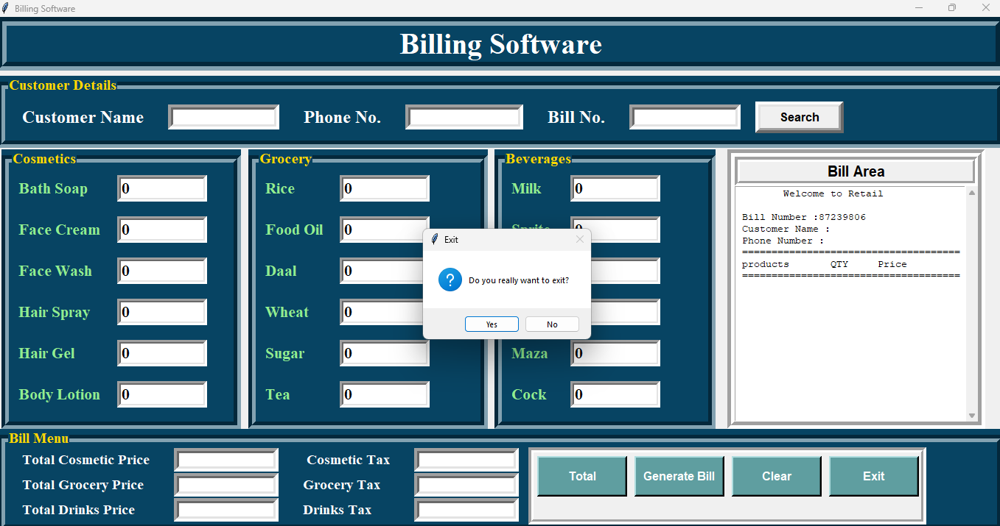 Billing Software
Billing Software
Customer Details
Customer Name Phone No. Bill No. Search
Cosmetics
Bath Soap 0
Face Cream 0
Face Wash 0
Hair Spray 0
Hair Gel 0
Body Lotion 0
Grocery
Rice 0
Food Oil 0
Daal 0
Wheat 0
Sugar 0
Tea 0
Beverages
Milk 0
Maza 0
Cock 0
Exit
Do you really want to exit?
Yes No
Bill Area
Welcome to Retail
Bill Number :87239806
Customer Name :
Phone Number :
=====================================
products QTY Price
=====================================
Bill Menu
Total Cosmetic Price Cosmetic Tax
Total Grocery Price Grocery Tax
Total Drinks Price Drinks Tax
Total Generate Bill Clear Exit